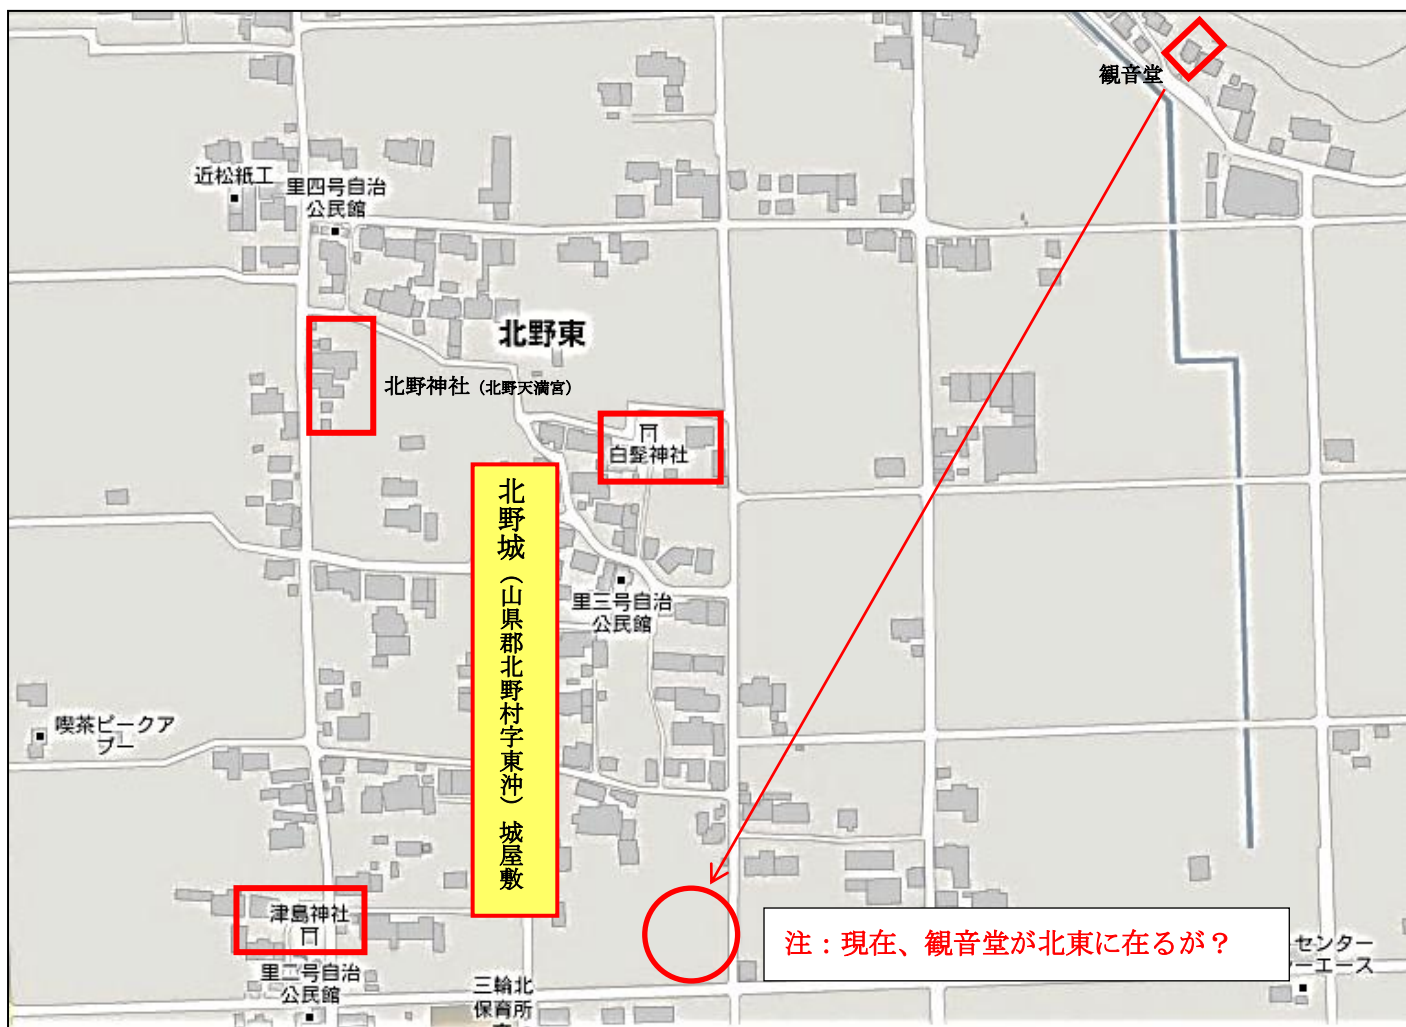 観音堂
近松紙工
里四号自治
公民館
北野東
北野神社（北野天満宮）
白髭神社
北野城（山県郡北野村字東沖）城屋敷
里三号自治
公民館
喫茶ピークア
ブー
津島神社
里二号自治
公民館
三輪北
保育所
注：現在、観音堂が北東に在るが？
センター
ーエース